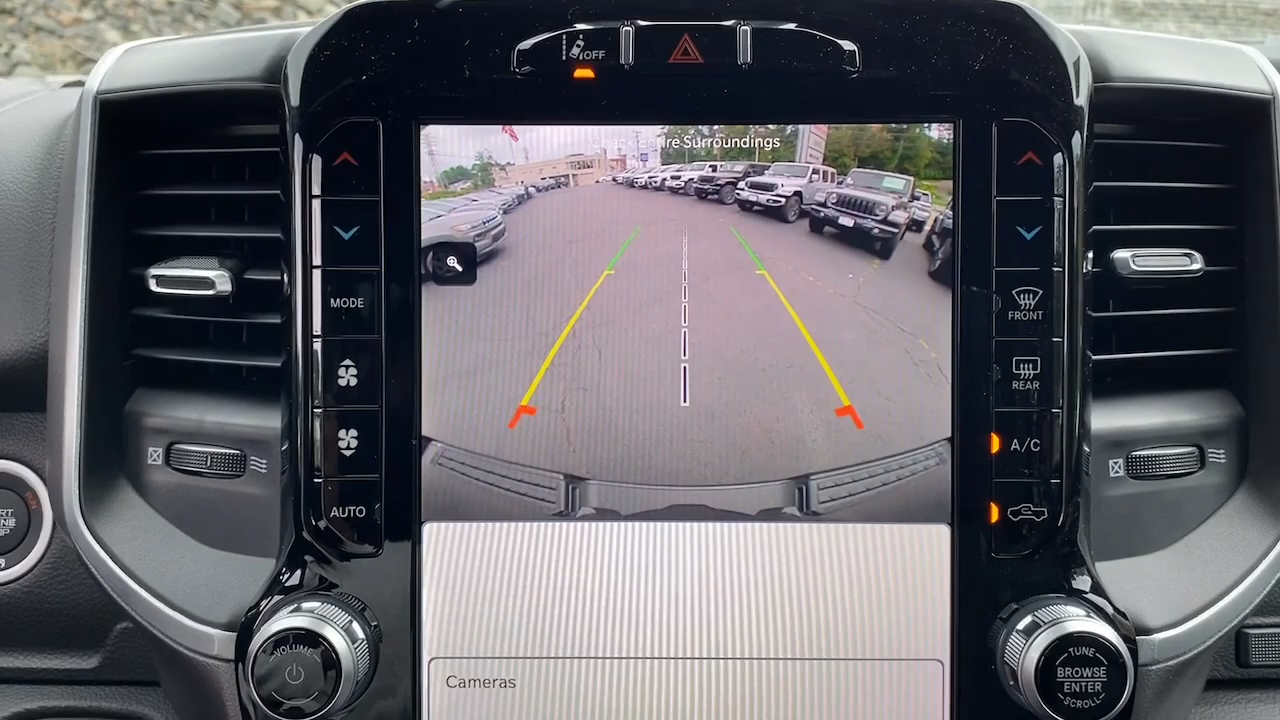 OFF
Check Entire Surroundings
MODE
FRONT
REAR
A/C
AUTO
VOLUME
TUNE
BROWSE
ENTER
SCROLL
Cameras